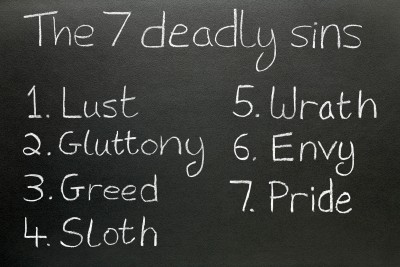 The 7 deadly sins
1. Lust
2. Gluttony
3. Greed
4. Sloth
5. Wrath
6. Envy
7. Pride